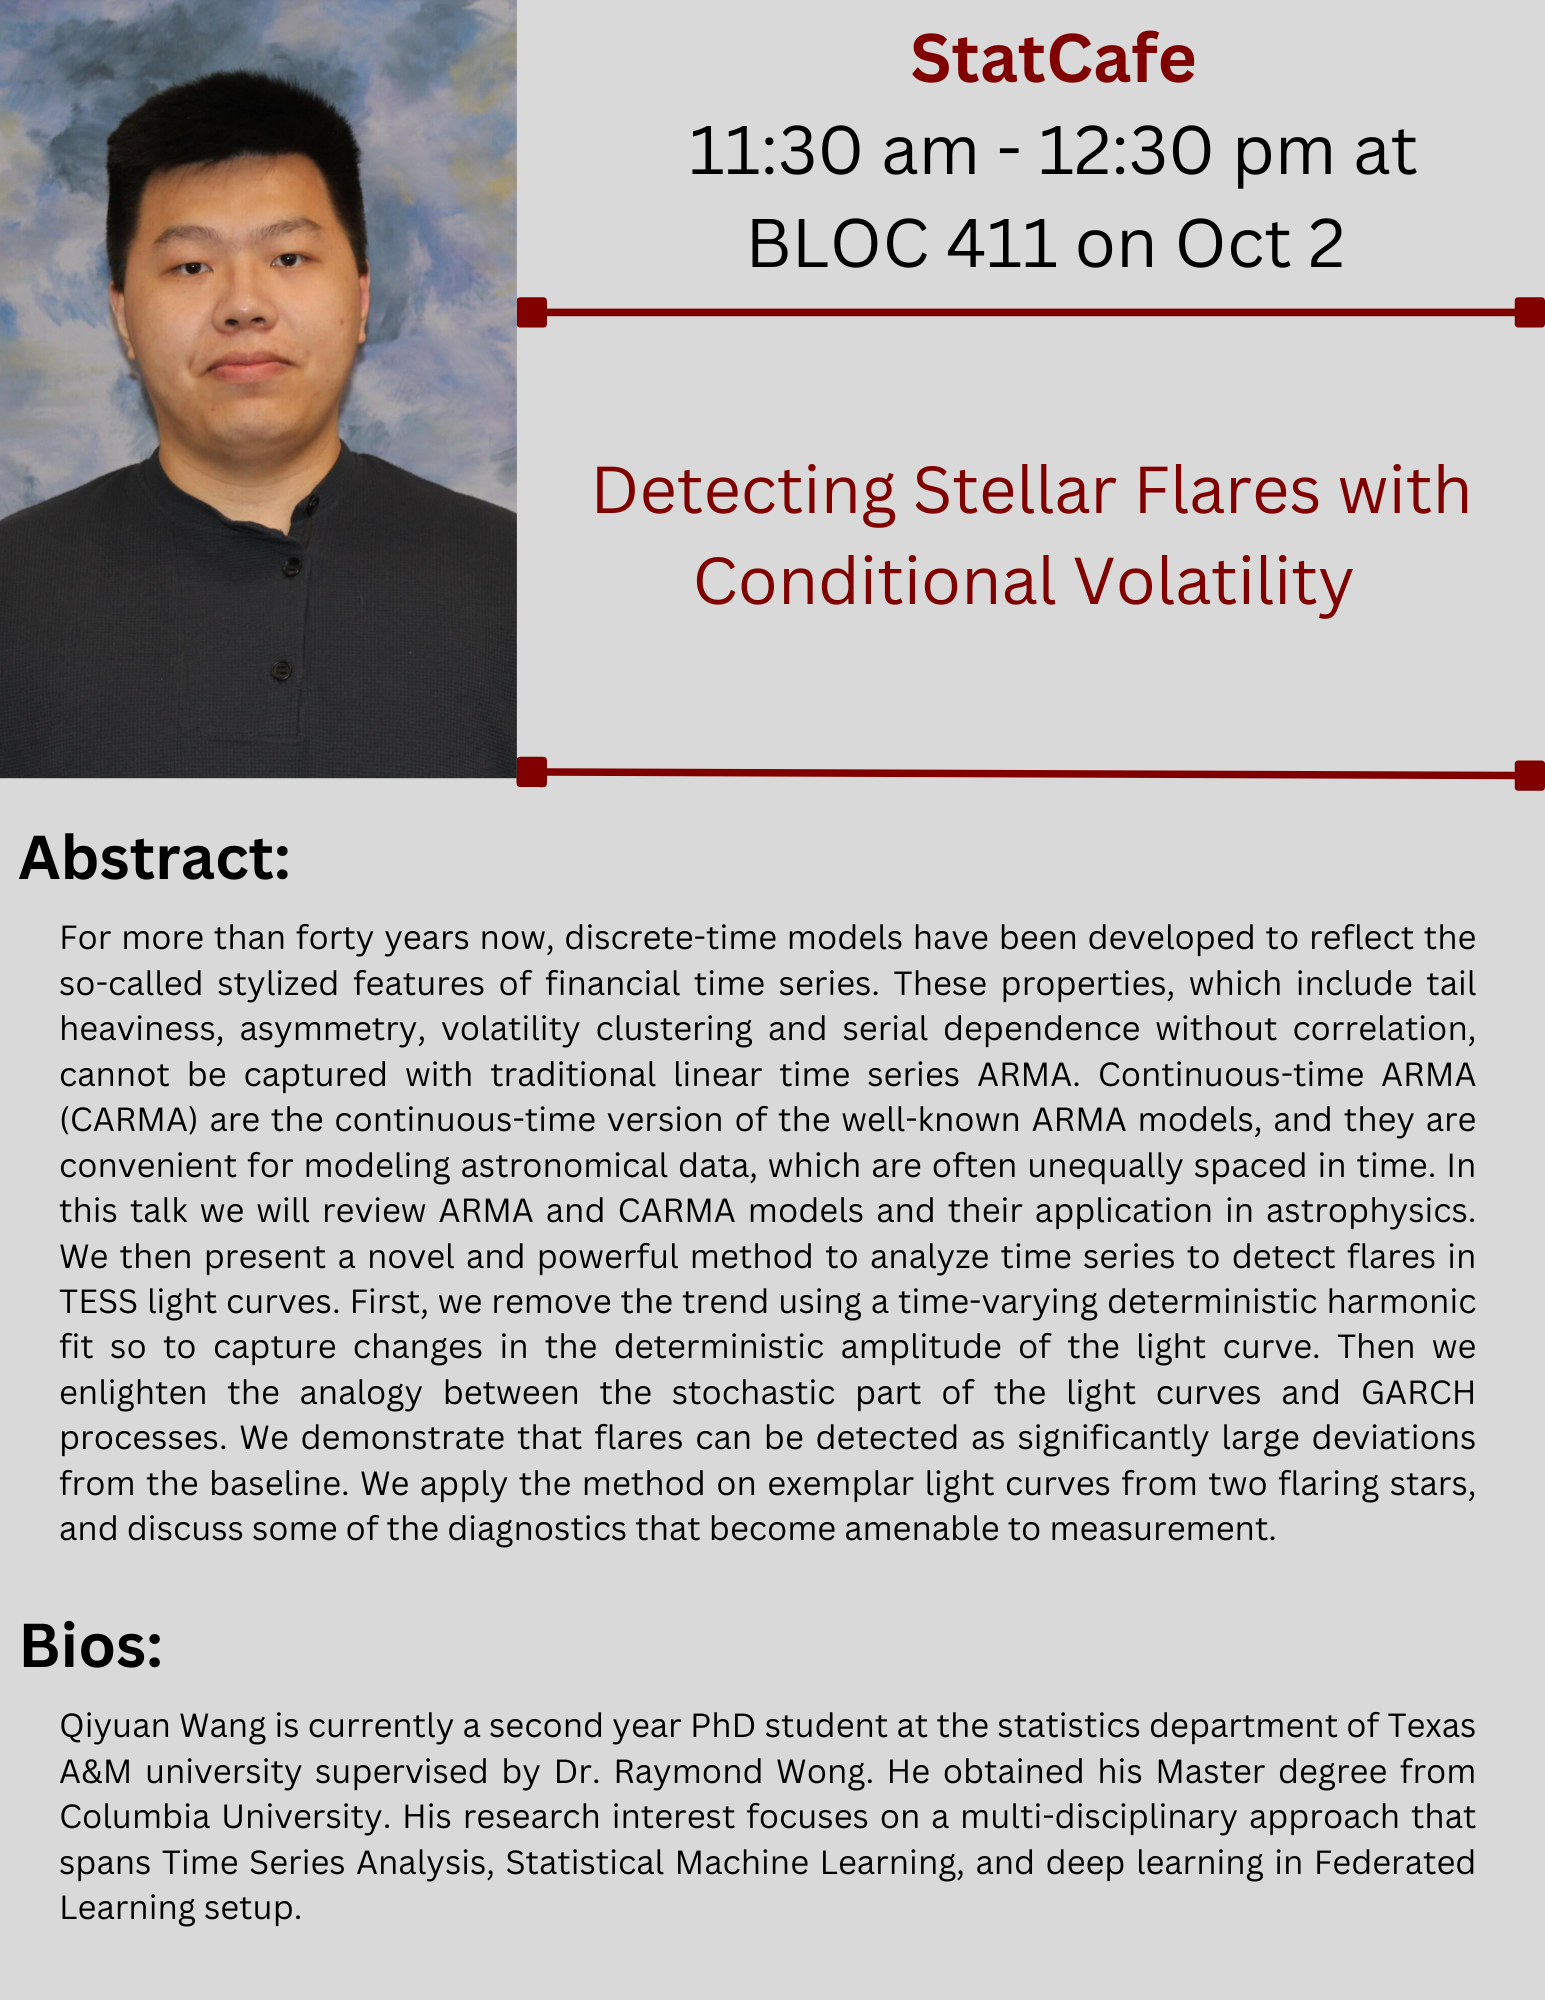 StatCafe
11:30 am - 12:30 pm at
BLOC 411 on Oct 2
Detecting Stellar Flares with
Conditional Volatility
Abstract:
For more than forty years now, discrete-time models have been developed to reflect the
so-called stylized features of financial time series. These properties, which include tail
heaviness, asymmetry, volatility clustering and serial dependence without correlation,
cannot be captured with traditional linear time series ARMA. Continuous-time ARMA
(CARMA) are the continuous-time version of the well-known ARMA models, and they are
convenient for modeling astronomical data, which are often unequally spaced in time. In
this talk we will review ARMA and CARMA models and their application in astrophysics.
We then present a novel and powerful method to analyze time series to detect flares in
TESS light curves. First, we remove the trend using a time-varying deterministic harmonic
fit so to capture changes in the deterministic amplitude of the light curve. Then we
enlighten the analogy between the stochastic part of the light curves and GARCH
processes. We demonstrate that flares can be detected as significantly large deviations
from the baseline. We apply the method on exemplar light curves from two flaring stars,
and discuss some of the diagnostics that become amenable to measurement.
Bios:
Qiyuan Wang is currently a second year PhD student at the statistics department of Texas
A&M university supervised by Dr. Raymond Wong. He obtained his Master degree from
Columbia University. His research interest focuses on a multi-disciplinary approach that
spans Time Series Analysis, Statistical Machine Learning, and deep learning in Federated
Learning setup.